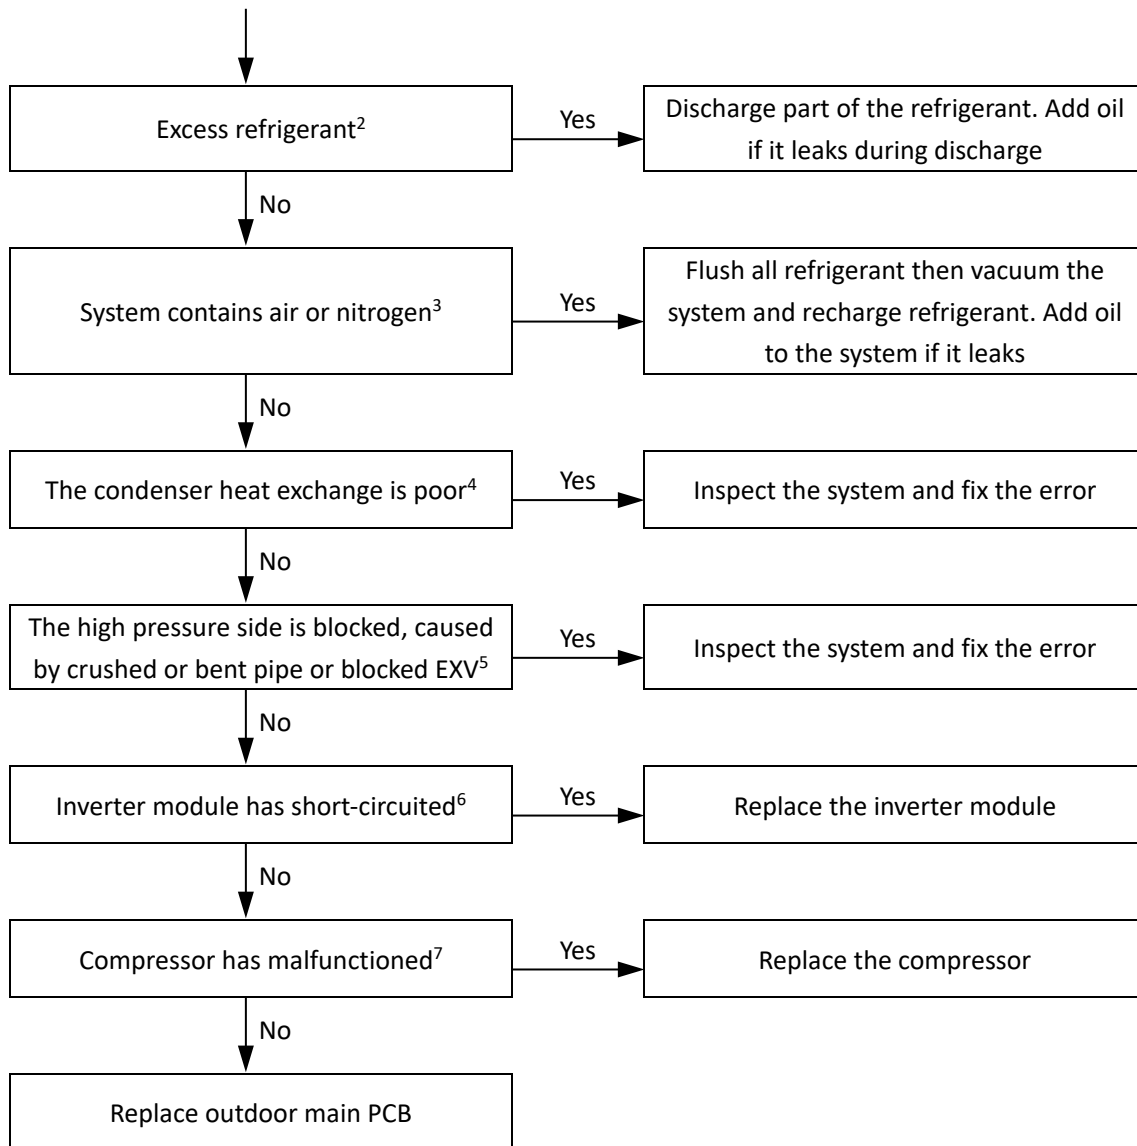 Excess refrigerant²
Yes
Discharge part of the refrigerant. Add oil
if it leaks during discharge
No
System contains air or nitrogen³
Yes
Flush all refrigerant then vacuum the
system and recharge refrigerant. Add oil
to the system if it leaks
No
The condenser heat exchange is poor⁴
Yes
Inspect the system and fix the error
No
The high pressure side is blocked, caused
by crushed or bent pipe or blocked EXV⁵
Yes
Inspect the system and fix the error
No
Inverter module has short-circuited⁶
Yes
Replace the inverter module
No
Compressor has malfunctioned⁷
Yes
Replace the compressor
No
Replace outdoor main PCB